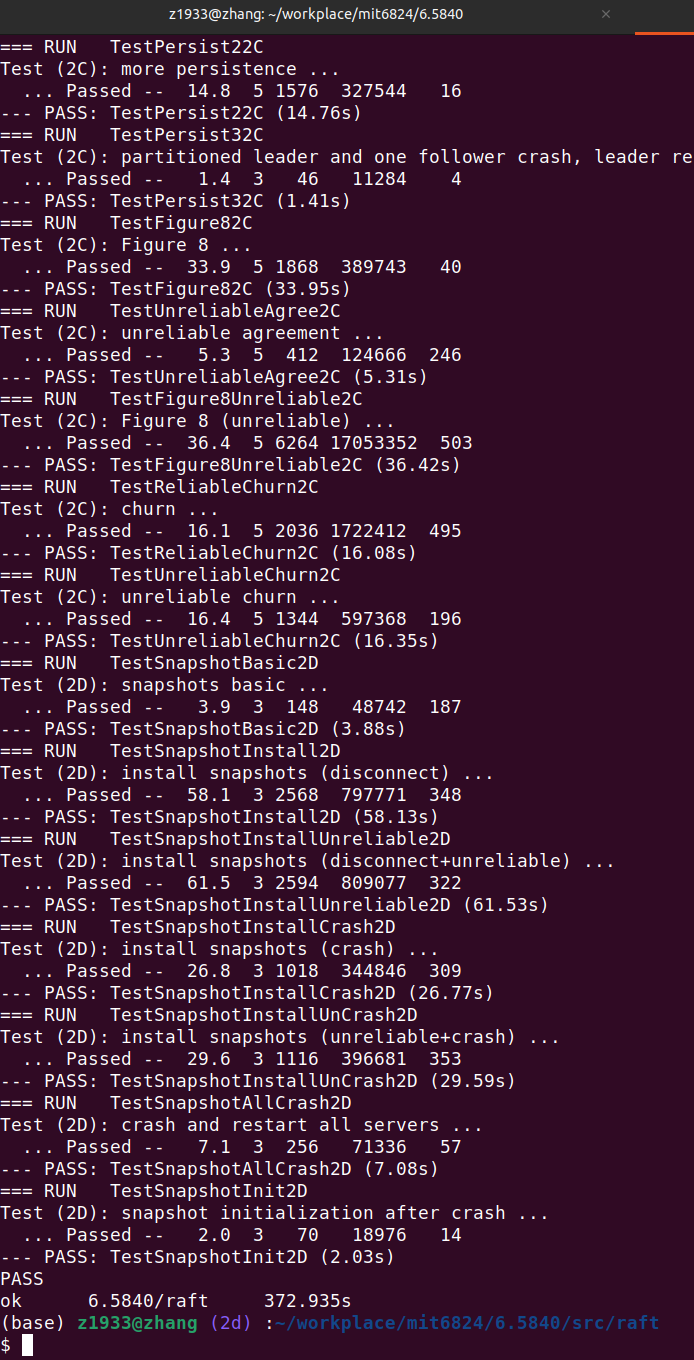 z1933@zhang: ~/workplace/mit6824/6.5840 ×
=== RUN   TestPersist22C
Test (2C): more persistence ...
  ... Passed --  14.8  5 1576  327544   16
--- PASS: TestPersist22C (14.76s)
=== RUN   TestPersist32C
Test (2C): partitioned leader and one follower crash, leader re
  ... Passed --   1.4  3   46   11284    4
--- PASS: TestPersist32C (1.41s)
=== RUN   TestFigure82C
Test (2C): Figure 8 ...
  ... Passed --  33.9  5 1868  389743   40
--- PASS: TestFigure82C (33.95s)
=== RUN   TestUnreliableAgree2C
Test (2C): unreliable agreement ...
  ... Passed --   5.3  5  412  124666  246
--- PASS: TestUnreliableAgree2C (5.31s)
=== RUN   TestFigure8Unreliable2C
Test (2C): Figure 8 (unreliable) ...
  ... Passed --  36.4  5 6264 17053352  503
--- PASS: TestFigure8Unreliable2C (36.42s)
=== RUN   TestReliableChurn2C
Test (2C): churn ...
  ... Passed --  16.1  5 2036 1722412  495
--- PASS: TestReliableChurn2C (16.08s)
=== RUN   TestUnreliableChurn2C
Test (2C): unreliable churn ...
  ... Passed --  16.4  5 1344  597368  196
--- PASS: TestUnreliableChurn2C (16.35s)
=== RUN   TestSnapshotBasic2D
Test (2D): snapshots basic ...
  ... Passed --   3.9  3  148   48742  187
--- PASS: TestSnapshotBasic2D (3.88s)
=== RUN   TestSnapshotInstall2D
Test (2D): install snapshots (disconnect) ...
  ... Passed --  58.1  3 2568  797771  348
--- PASS: TestSnapshotInstall2D (58.13s)
=== RUN   TestSnapshotInstallUnreliable2D
Test (2D): install snapshots (disconnect+unreliable) ...
  ... Passed --  61.5  3 2594  809077  322
--- PASS: TestSnapshotInstallUnreliable2D (61.53s)
=== RUN   TestSnapshotInstallCrash2D
Test (2D): install snapshots (crash) ...
  ... Passed --  26.8  3 1018  344846  309
--- PASS: TestSnapshotInstallCrash2D (26.77s)
=== RUN   TestSnapshotInstallUnCrash2D
Test (2D): install snapshots (unreliable+crash) ...
  ... Passed --  29.6  3 1116  396681  353
--- PASS: TestSnapshotInstallUnCrash2D (29.59s)
=== RUN   TestSnapshotAllCrash2D
Test (2D): crash and restart all servers ...
  ... Passed --   7.1  3  256   71336   57
--- PASS: TestSnapshotAllCrash2D (7.08s)
=== RUN   TestSnapshotInit2D
Test (2D): snapshot initialization after crash ...
  ... Passed --   2.0  3   70   18976   14
--- PASS: TestSnapshotInit2D (2.03s)
PASS
ok      6.5840/raft     372.935s
(base) z1933@zhang (2d) :~/workplace/mit6824/6.5840/src/raft
$